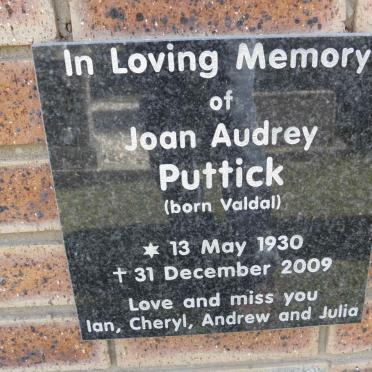 In Loving Memory
of
Joan Audrey
Puttick
(born Valdal)
★ 13 May 1930
✝ 31 December 2009
Love and miss you
Ian, Cheryl, Andrew and Julia